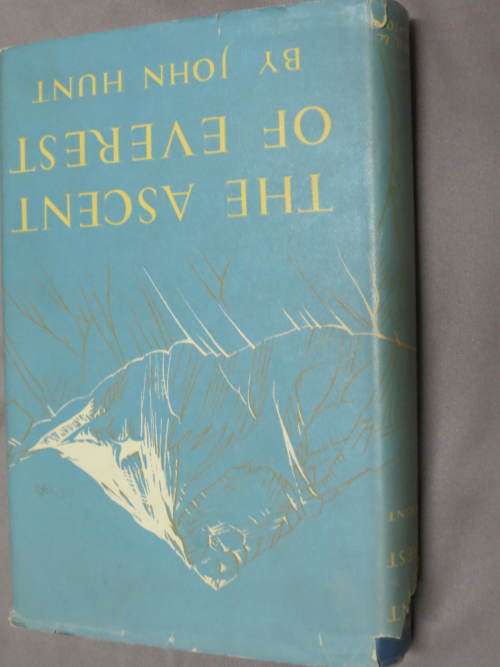 THE ASCENT
OF EVEREST
BY JOHN HUNT